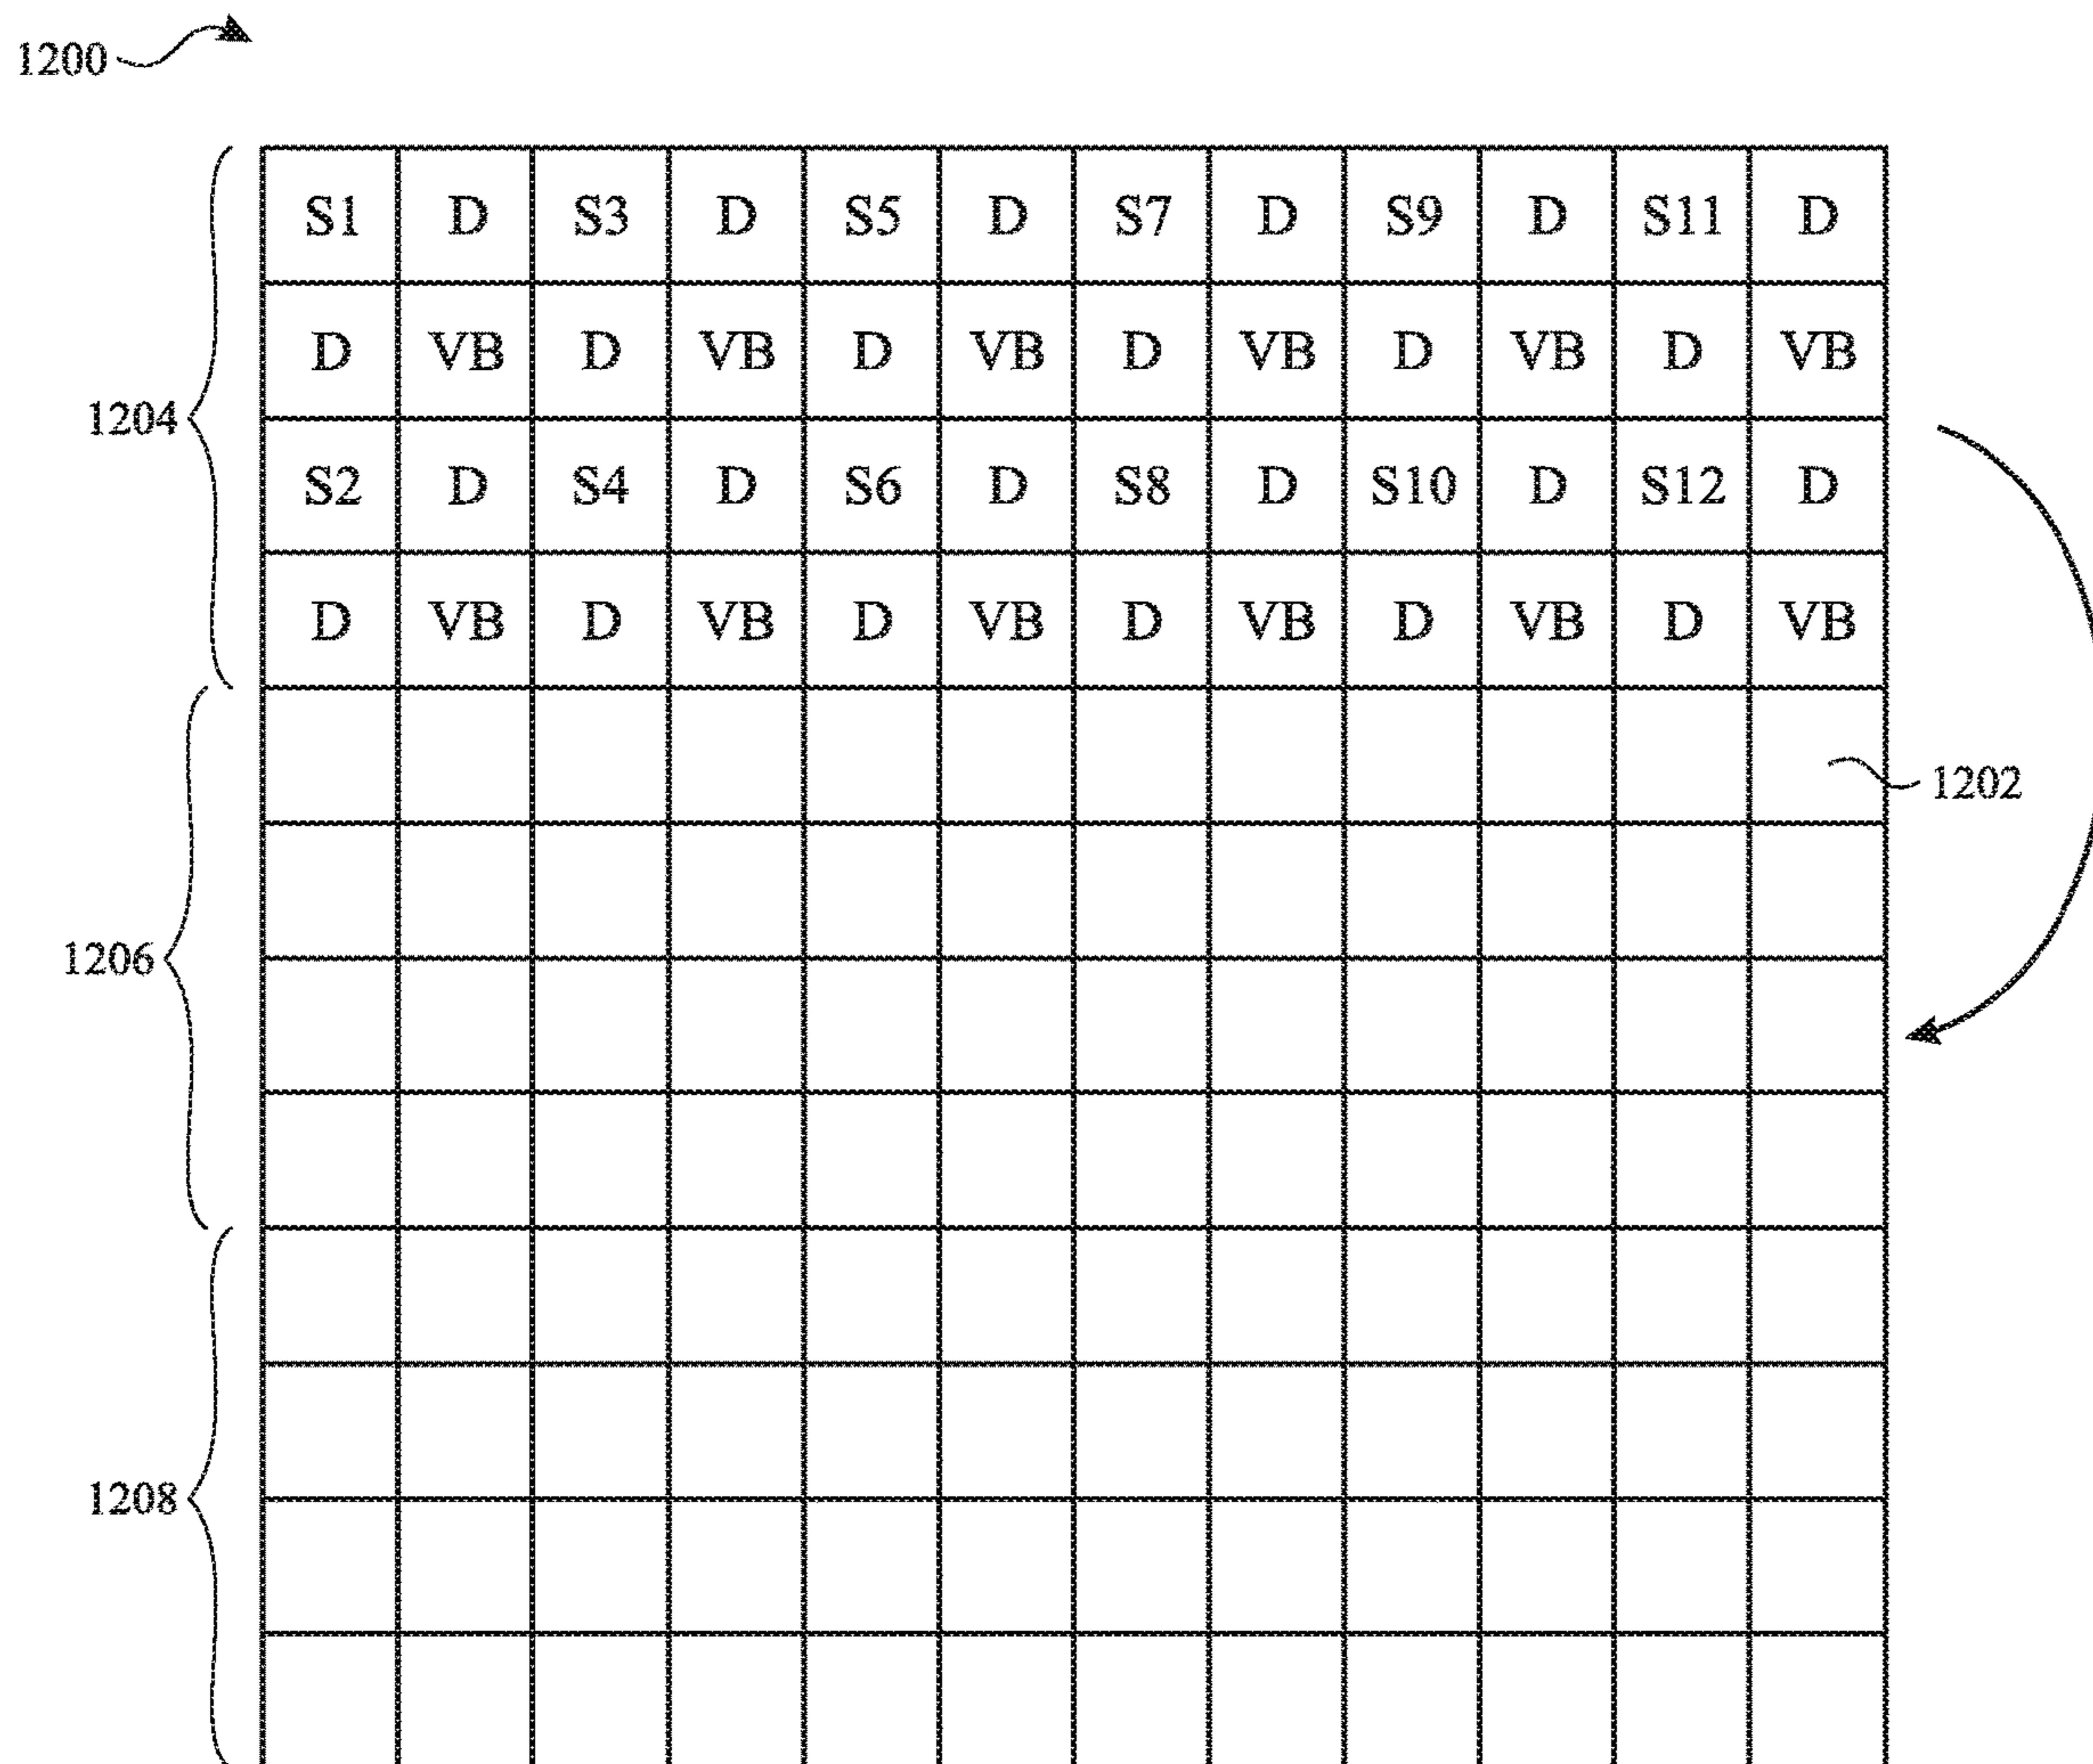 1200
S1 D S3 D S5 D S7 D S9 D S11 D
D VB D VB D VB D VB D VB D VB
1204
S2 D S4 D S6 D S8 D S10 D S12 D
D VB D VB D VB D VB D VB D VB
1202
1206
1208